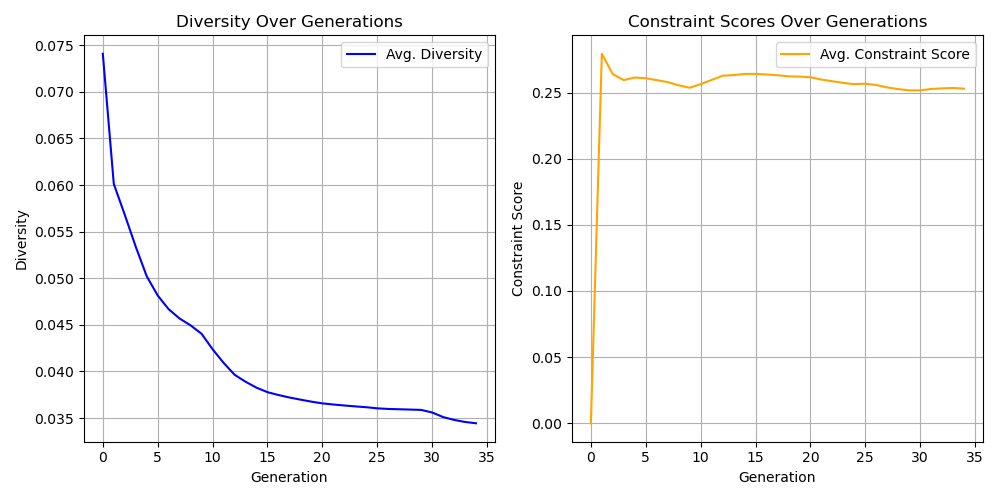 Diversity Over Generations
Avg. Diversity
Diversity
0.075
0.070
0.065
0.060
0.055
0.050
0.045
0.040
0.035
0 5 10 15 20 25 30 35
Generation
Constraint Scores Over Generations
Avg. Constraint Score
Constraint Score
0.25
0.20
0.15
0.10
0.05
0.00
0 5 10 15 20 25 30 35
Generation